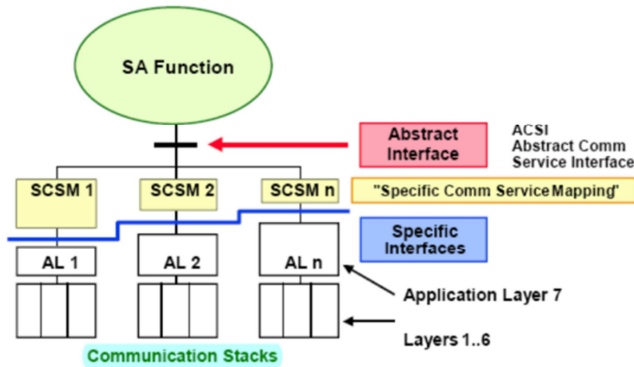 SA Function
Abstract
Interface
ACSI
Abstract Comm
Service Interface
SCSM 1
SCSM 2
SCSM n
"Specific Comm Service Mapping"
Specific
Interfaces
AL 1
AL 2
AL n
Application Layer 7
Layers 1..6
Communication Stacks